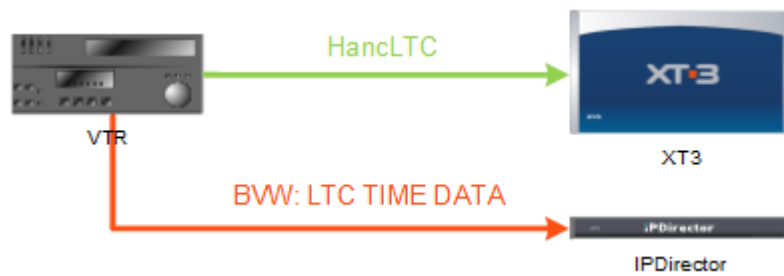 HancLTC
XT3
VTR
XT3
BVW: LTC TIME DATA
iPDirector
IPDirector